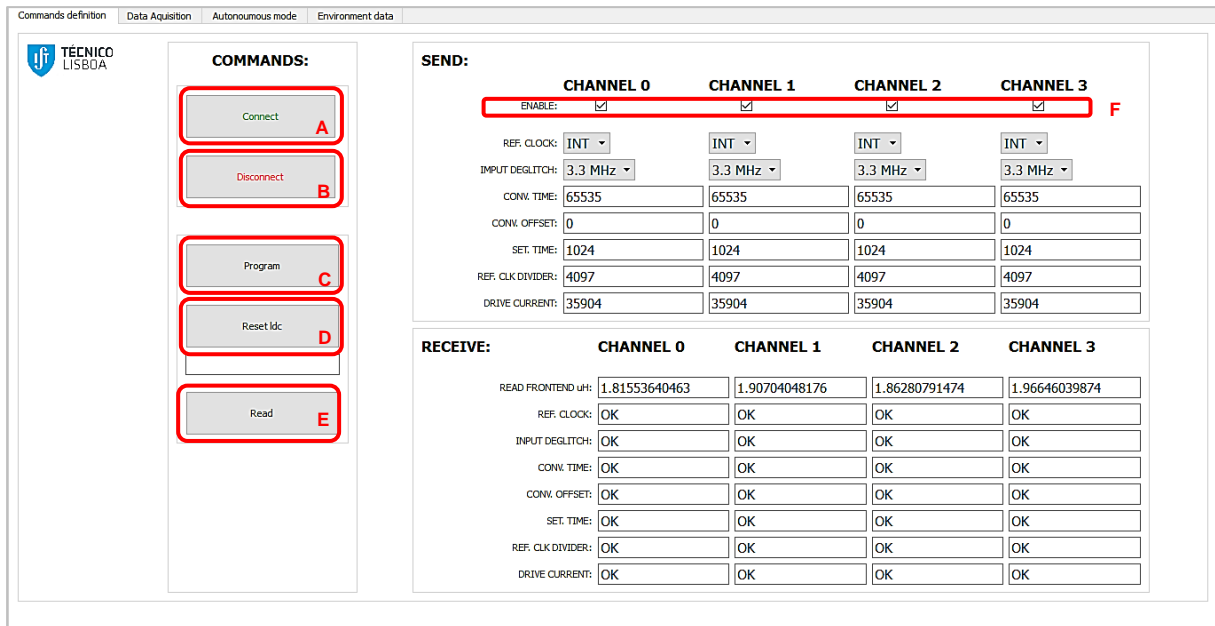 Commands definition Data Aquisition Autonoumous mode Environment data
TÉCNICO
LISBOA
COMMANDS:
Connect
A
Disconnect
B
Program
C
Reset ldc
D
Read
E
SEND:
CHANNEL 0 CHANNEL 1 CHANNEL 2 CHANNEL 3
ENABLE:
F
REF. CLOCK: INT INT INT INT
IMPUT DEGLITCH: 3.3 MHz 3.3 MHz 3.3 MHz 3.3 MHz
CONV. TIME: 65535 65535 65535 65535
CONV. OFFSET: 0 0 0 0
SET. TIME: 1024 1024 1024 1024
REF. CLK DIVIDER: 4097 4097 4097 4097
DRIVE CURRENT: 35904 35904 35904 35904
RECEIVE: CHANNEL 0 CHANNEL 1 CHANNEL 2 CHANNEL 3
READ FRONTEND uH: 1.81553640463 1.90704048176 1.86280791474 1.96646039874
REF. CLOCK: OK OK OK OK
INPUT DEGLITCH: OK OK OK OK
CONV. TIME: OK OK OK OK
CONV. OFFSET: OK OK OK OK
SET. TIME: OK OK OK OK
REF. CLK DIVIDER: OK OK OK OK
DRIVE CURRENT: OK OK OK OK